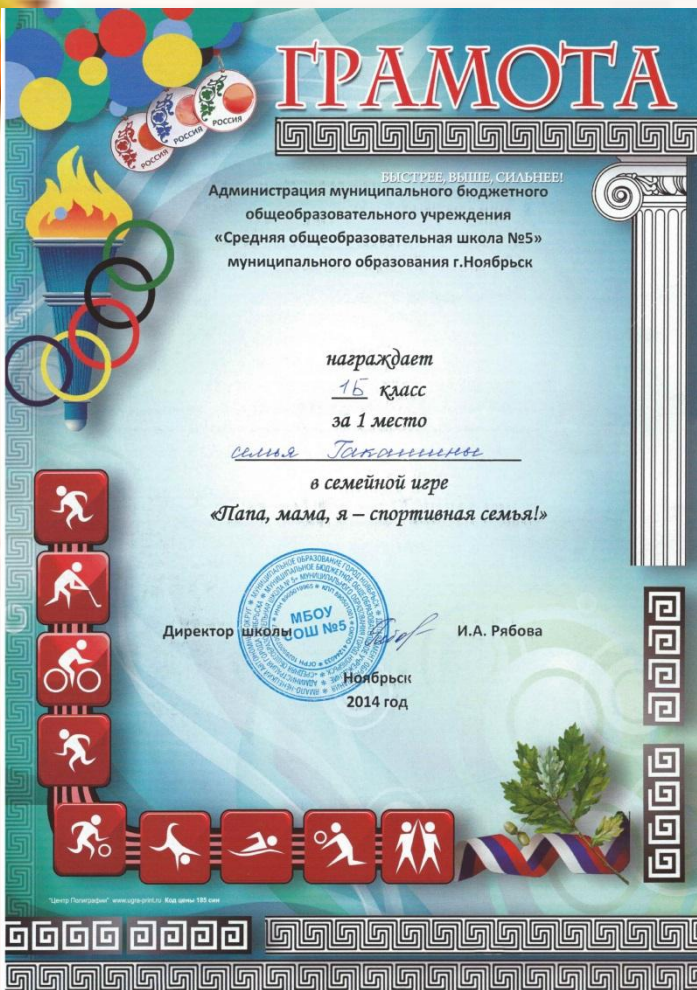 ГРАМОТА
РОССИЯ
РОССИЯ
РОССИЯ
БЫСТРЕЕ, ВЫШЕ, СИЛЬНЕЕ!
Администрация муниципального бюджетного
общеобразовательного учреждения
«Средняя общеобразовательная школа №5»
муниципального образования г.Ноябрьск
награждает
1Б класс
за 1 место
семья
в семейной игре
«Папа, мама, я – спортивная семья!»
МБОУ
СОШ №5
Директор школы И.А. Рябова
Ноябрьск
2014 год
"Центр Полиграфии" www.ugra-print.ru Код цены 185 син